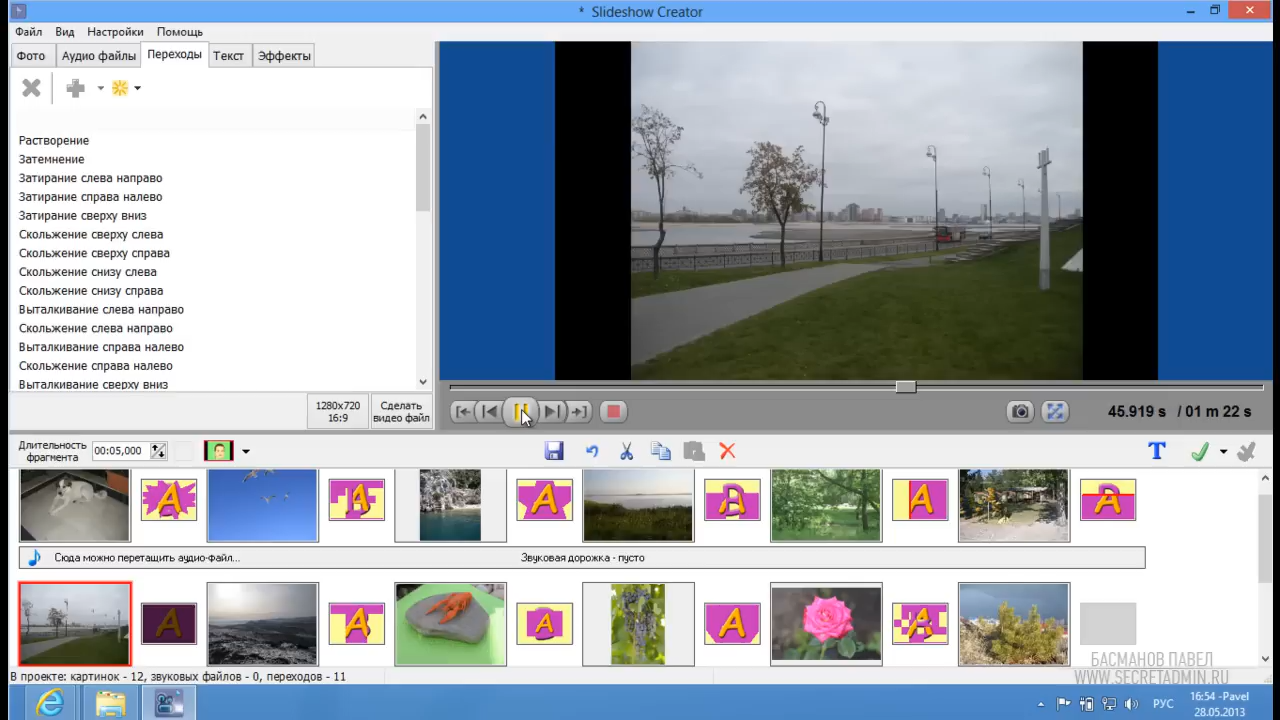 * Slideshow Creator
Файл Вид Настройки Помощь
Фото Аудио файлы Переходы Текст Эффекты
Растворение
Затемнение
Затирание слева направо
Затирание справа налево
Затирание сверху вниз
Скольжение сверху слева
Скольжение сверху справа
Скольжение снизу слева
Скольжение снизу справа
Выталкивание слева направо
Скольжение слева направо
Выталкивание справа налево
Скольжение справа налево
Выталкивание сверху вниз
1280x720
16:9
Сделать
видео файл
45.919 s / 01 m 22 s
Длительность
фрагмента
00:05,000
T
A A A A A A
Сюда можно перетащить аудио-файл... Звуковая дорожка - пусто
A A A A A
В проекте: картинок - 12, звуковых файлов - 0, переходов - 11
БАСМАНОВ ПАВЕЛ
WWW.SECRETADMIN.RU
РУС
16:54 -Pavel
28.05.2013